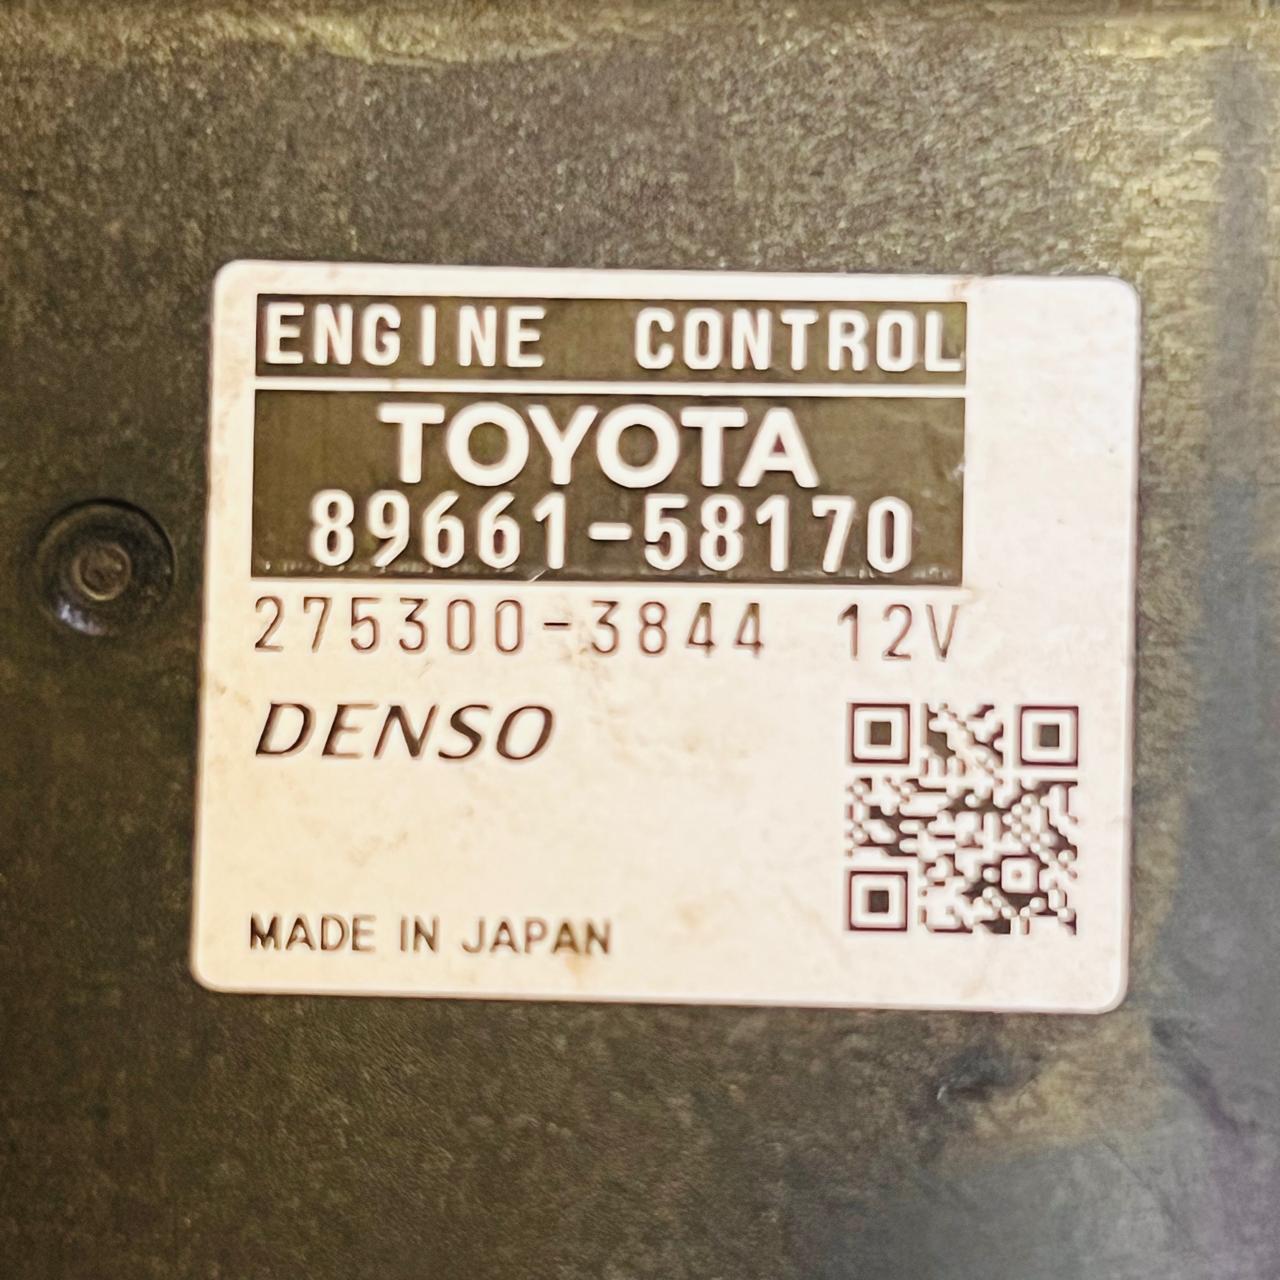 ENGINE CONTROL
TOYOTA
89661-58170
275300-3844 12V
DENSO
MADE IN JAPAN